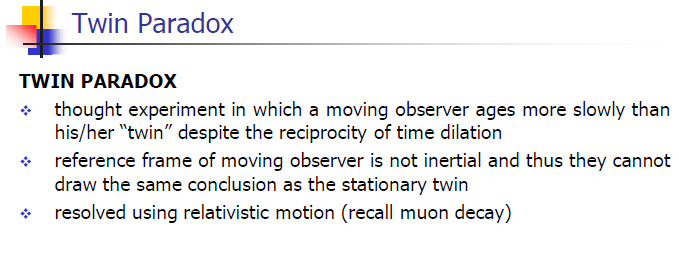 Twin Paradox
TWIN PARADOX
thought experiment in which a moving observer ages more slowly than
his/her “twin” despite the reciprocity of time dilation
reference frame of moving observer is not inertial and thus they cannot
draw the same conclusion as the stationary twin
resolved using relativistic motion (recall muon decay)